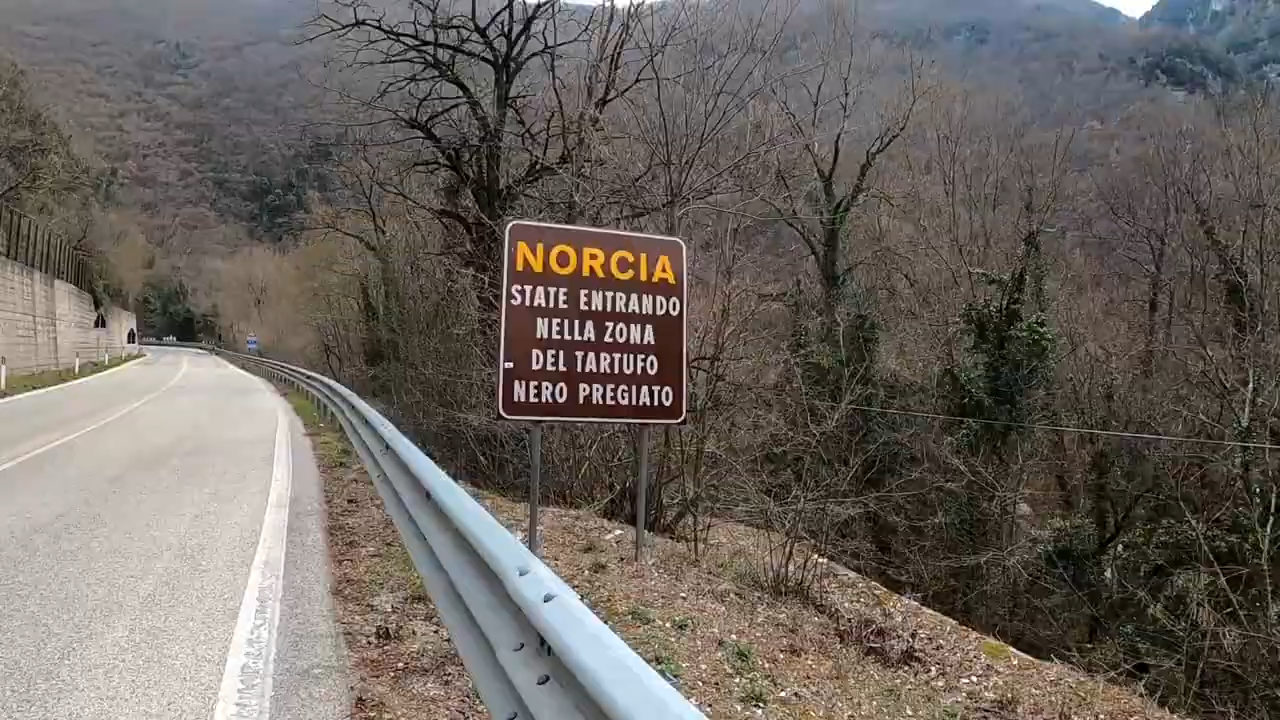 NORCIA
STATE ENTRANDO
NELLA ZONA
DEL TARTUFO
NERO PREGIATO